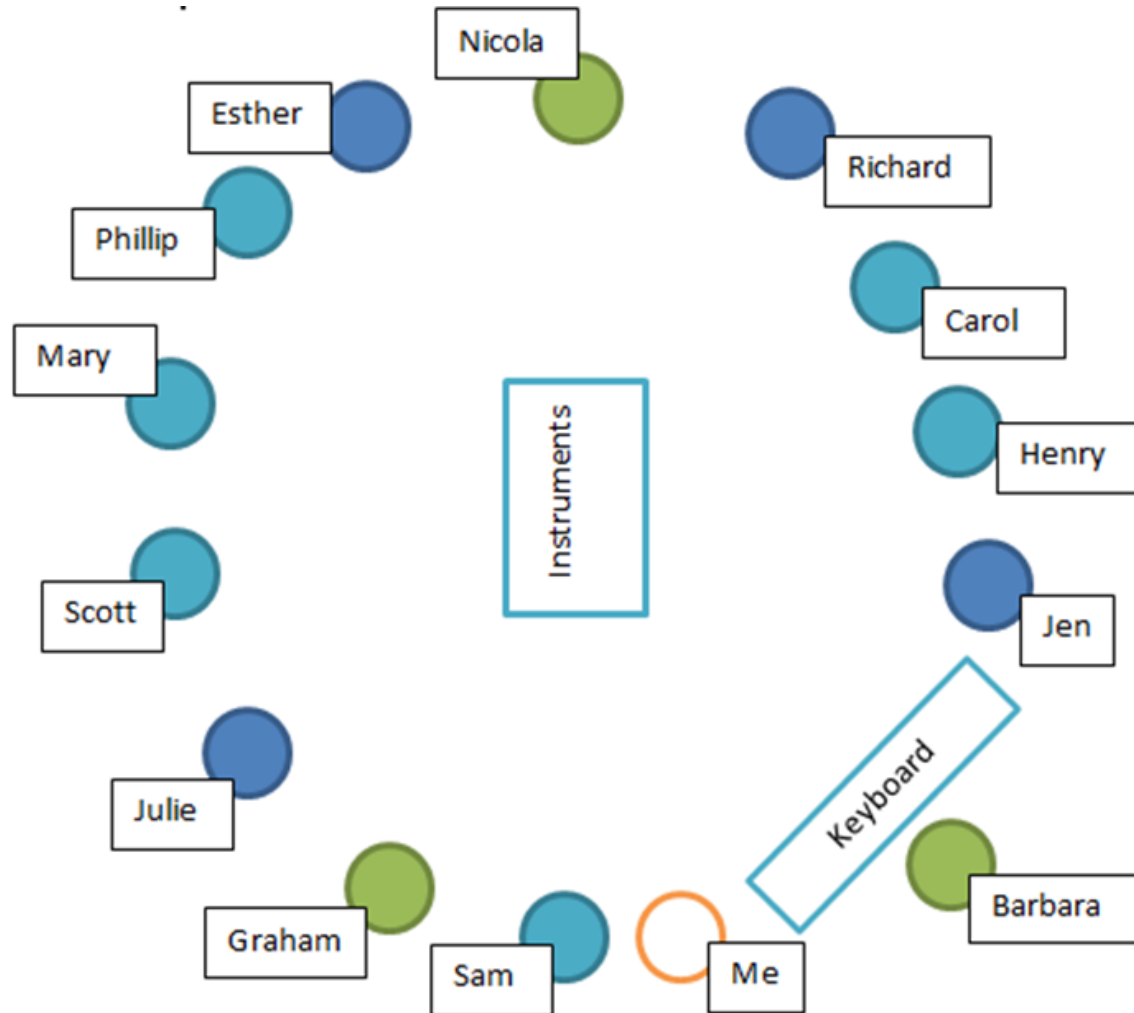 Nicola
Esther
Richard
Phillip
Carol
Mary
Instruments
Henry
Scott
Jen
Keyboard
Julie
Barbara
Graham
Sam
Me